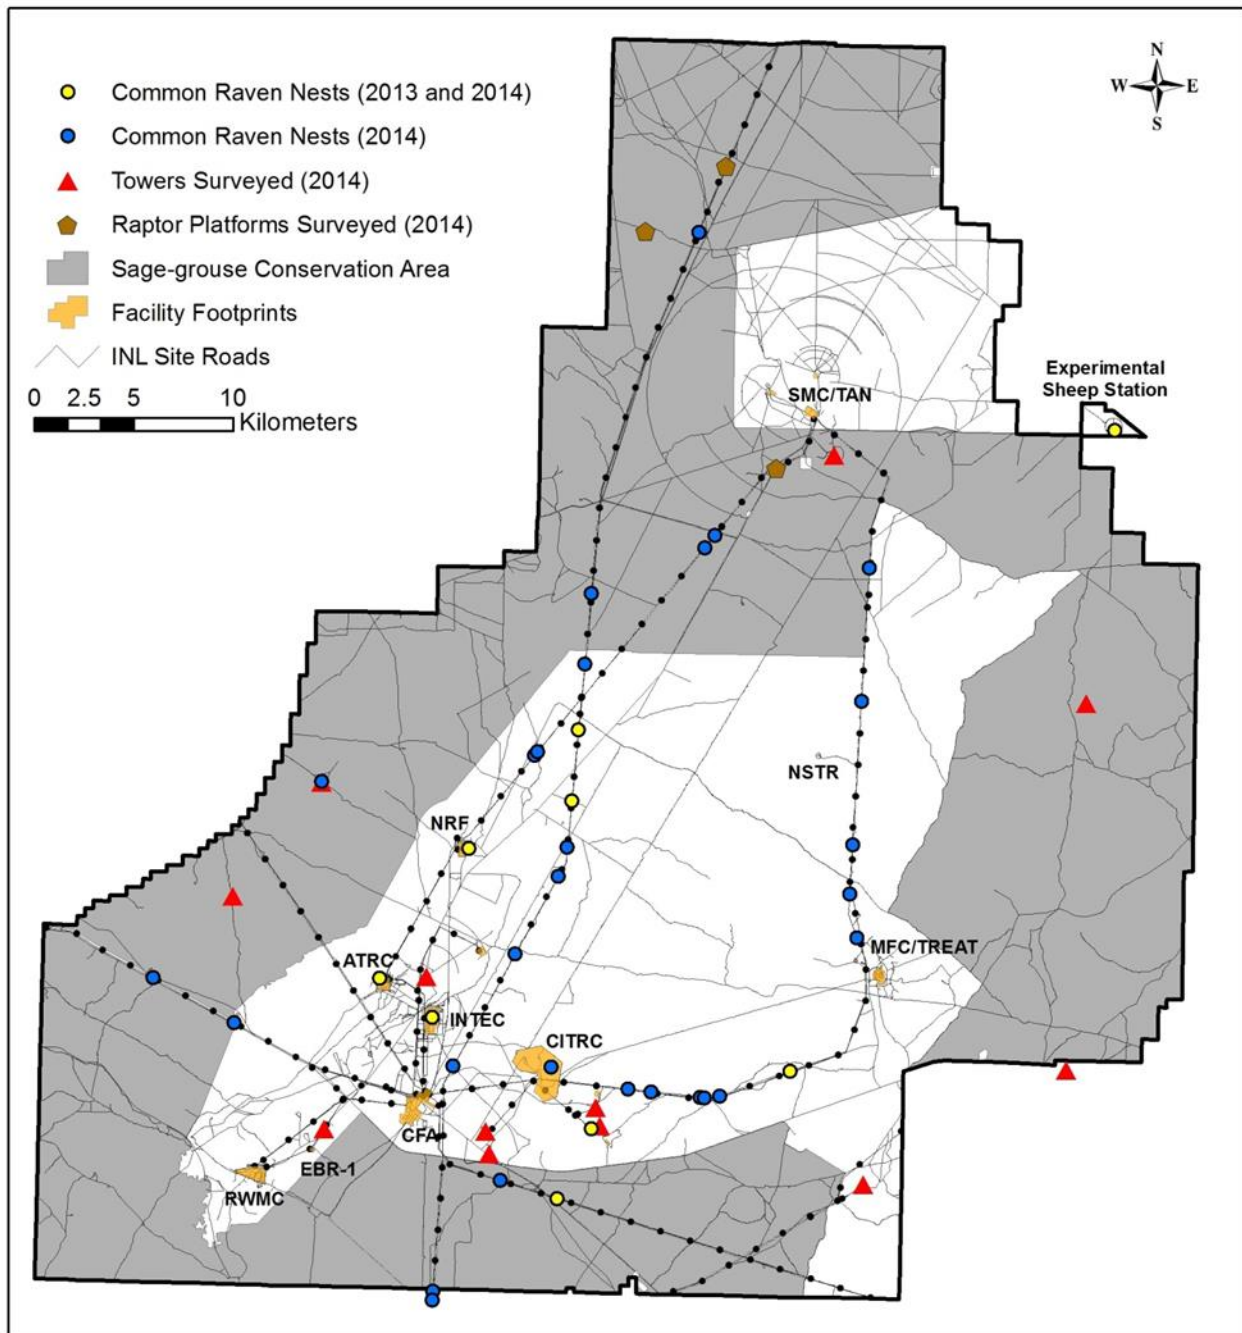 N
W E
S
Common Raven Nests (2013 and 2014)
Common Raven Nests (2014)
Towers Surveyed (2014)
Raptor Platforms Surveyed (2014)
Sage-grouse Conservation Area
Facility Footprints
INL Site Roads
0 2.5 5 10
Kilometers
Experimental
Sheep Station
SMC/TAN
NSTR
NRF
MFC/TREAT
ATRC
INTEC
CITRC
CFA
EBR-1
RWMC